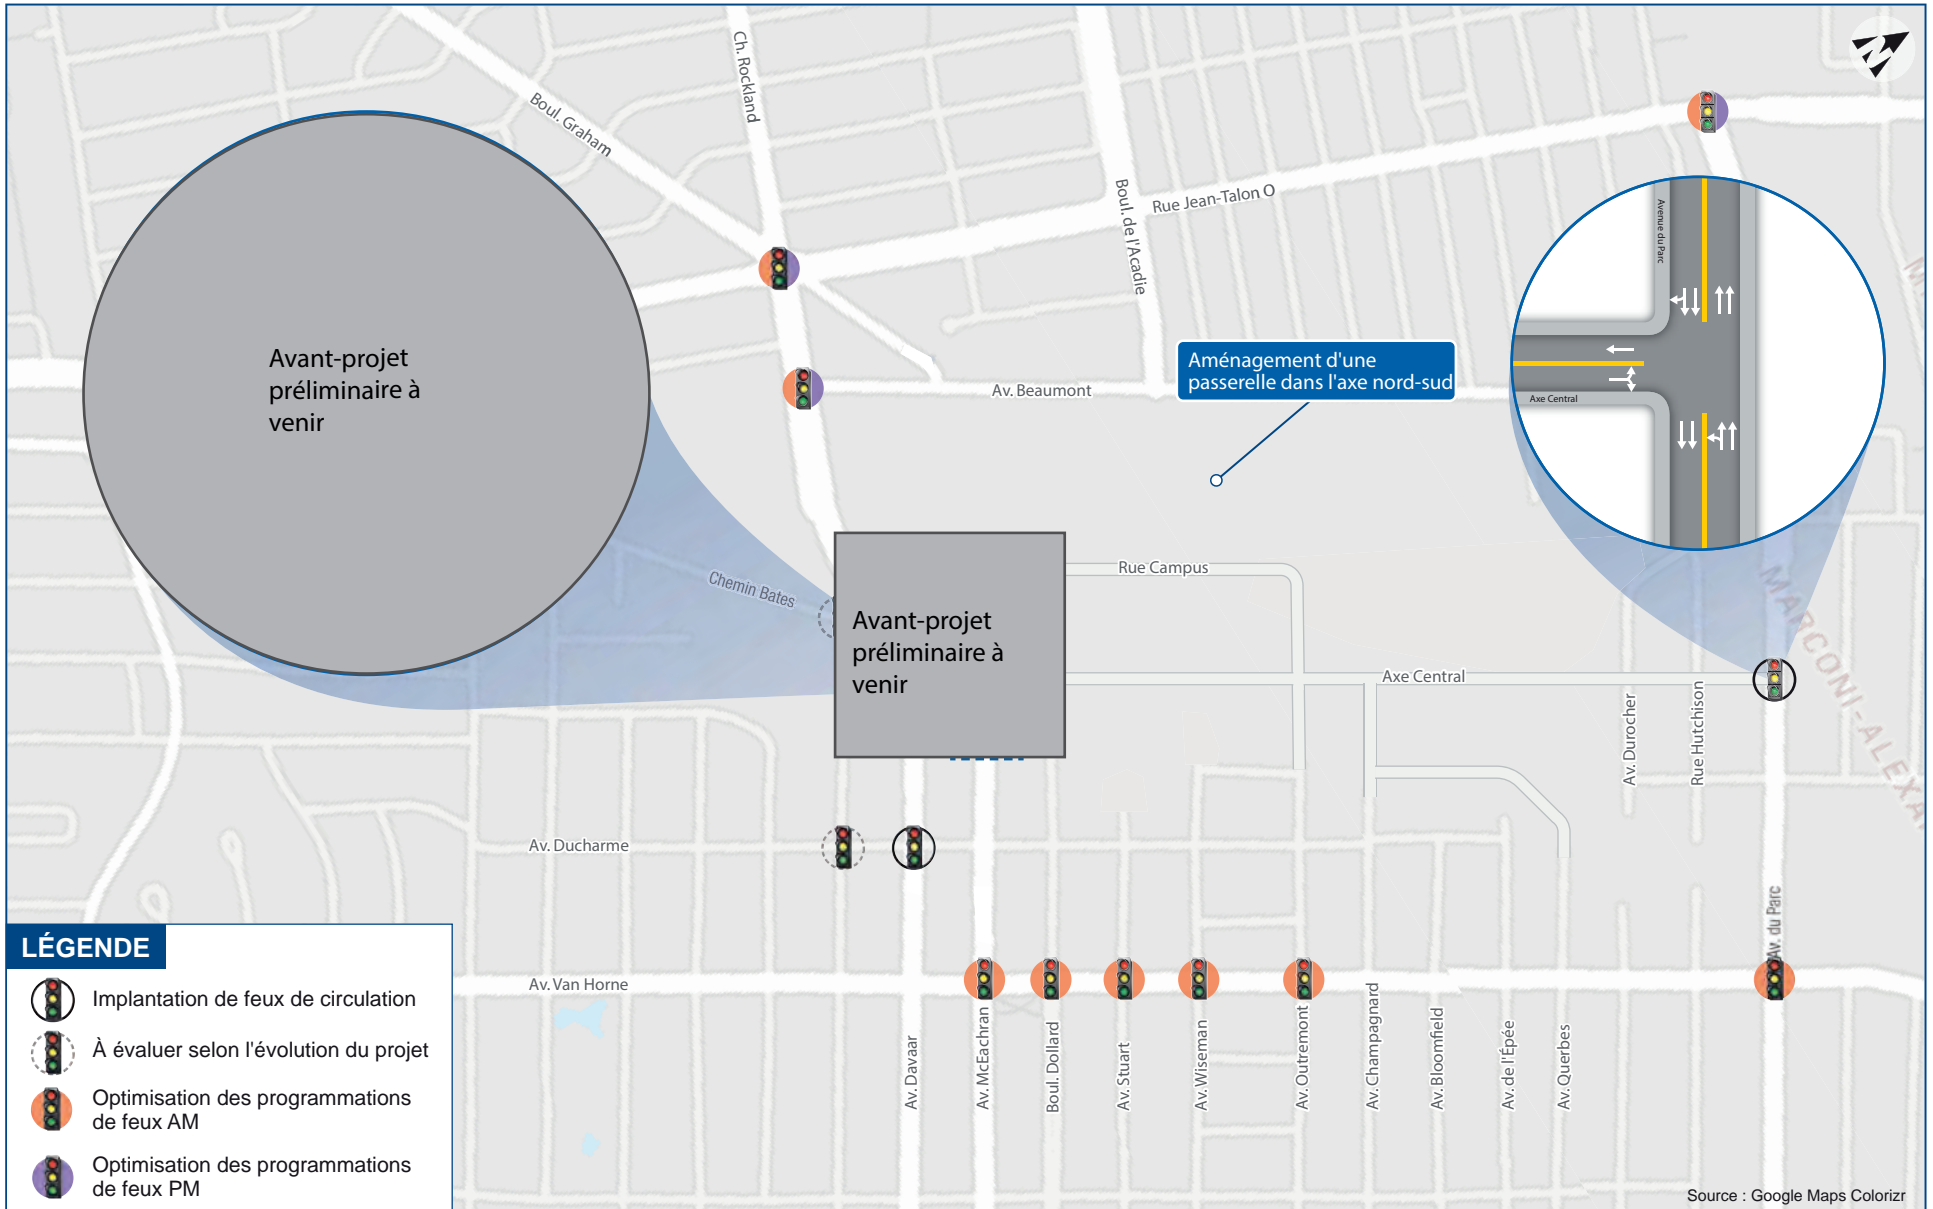 Ch. Rockland
Boul. Graham
Boul. de l'Acadie
Rue Jean-Talon O
Avenue du Parc
Axe Central
Avant-projet
préliminaire à
venir
Aménagement d'une
passerelle dans l'axe nord-sud
Av. Beaumont
Chemin Bates
Rue Campus
Avant-projet
préliminaire à
venir
Axe Central
MARCONI-ALEXA
Av. Durocher
Rue Hutchison
Av. Ducharme
Av. du Parc
Av. Van Horne
Av. Davaar
Av. McEachran
Boul. Dollard
Av. Stuart
Av. Wiseman
Av. Outremont
Av. Champagnard
Av. Bloomfield
Av. de l'Épée
Av. Querbes
LÉGENDE
Implantation de feux de circulation
À évaluer selon l'évolution du projet
Optimisation des programmations
de feux AM
Optimisation des programmations
de feux PM
Source : Google Maps Colorizr